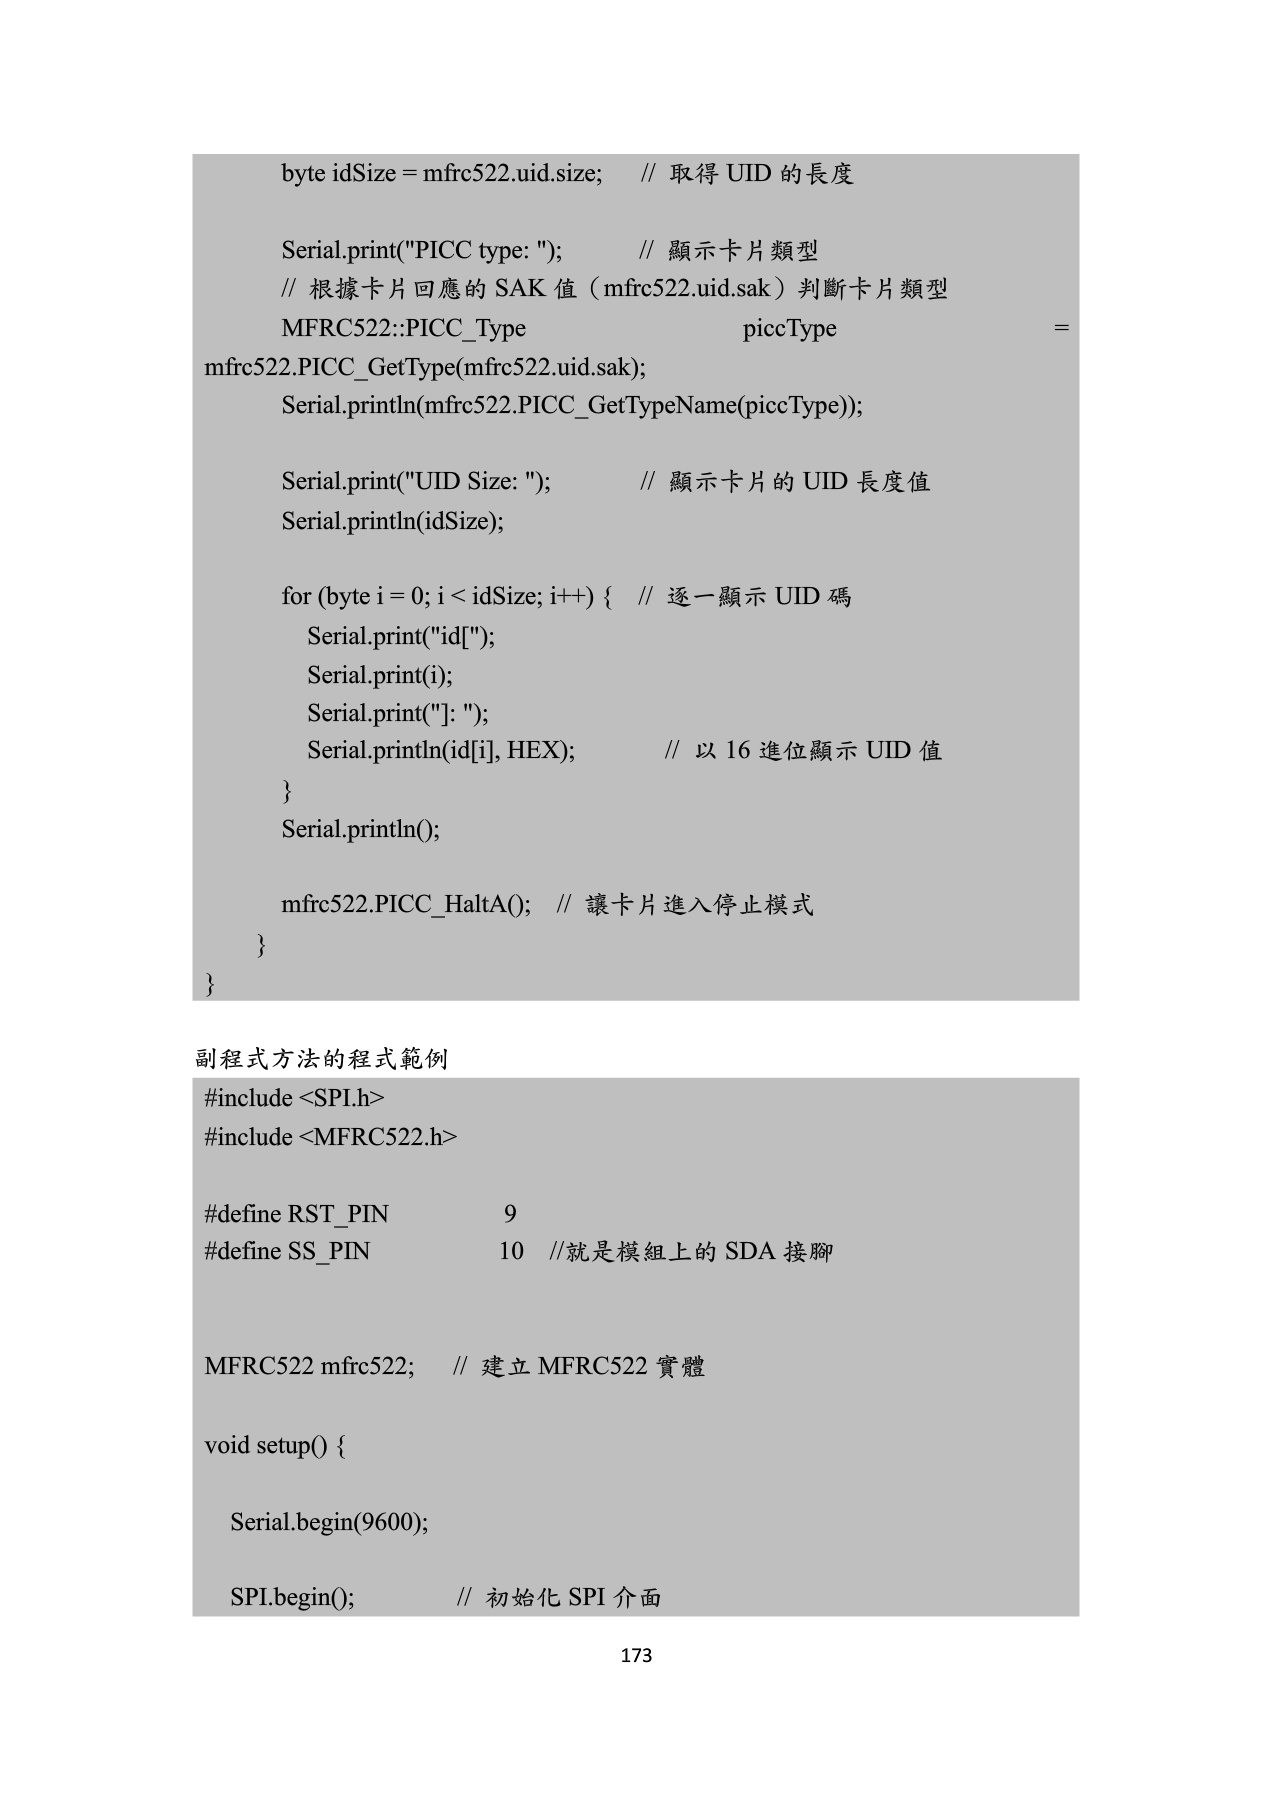 byte idSize = mfrc522.uid.size;   // 取得 UID 的長度
Serial.print("PICC type: ");      // 顯示卡片類型
// 根據卡片回應的 SAK 值（mfrc522.uid.sak）判斷卡片類型
MFRC522::PICC_Type piccType =
mfrc522.PICC_GetType(mfrc522.uid.sak);
Serial.println(mfrc522.PICC_GetTypeName(piccType));
Serial.print("UID Size: ");       // 顯示卡片的 UID 長度值
Serial.println(idSize);
for (byte i = 0; i < idSize; i++) {  // 逐一顯示 UID 碼
Serial.print("id[");
Serial.print(i);
Serial.print("]: ");
Serial.println(id[i], HEX);       // 以 16 進位顯示 UID 值
}
Serial.println();
mfrc522.PICC_HaltA();  // 讓卡片進入停止模式
}
}
副程式方法的程式範例
#include <SPI.h>
#include <MFRC522.h>
#define RST_PIN         9
#define SS_PIN          10  //就是模組上的 SDA 接腳
MFRC522 mfrc522;   // 建立 MFRC522 實體
void setup() {
Serial.begin(9600);
SPI.begin();        // 初始化 SPI 介面
173